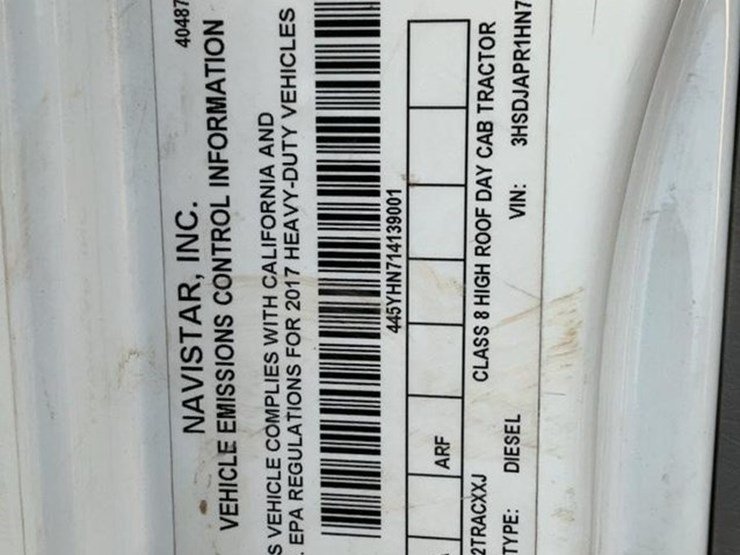 40487
NAVISTAR, INC.
VEHICLE EMISSIONS CONTROL INFORMATION
S VEHICLE COMPLIES WITH CALIFORNIA AND
. EPA REGULATIONS FOR 2017 HEAVY-DUTY VEHICLES
445YHN714139001
ARF
2TRACXXJ CLASS 8 HIGH ROOF DAY CAB TRACTOR
TYPE: DIESEL VIN: 3HSDJAPR1HN7